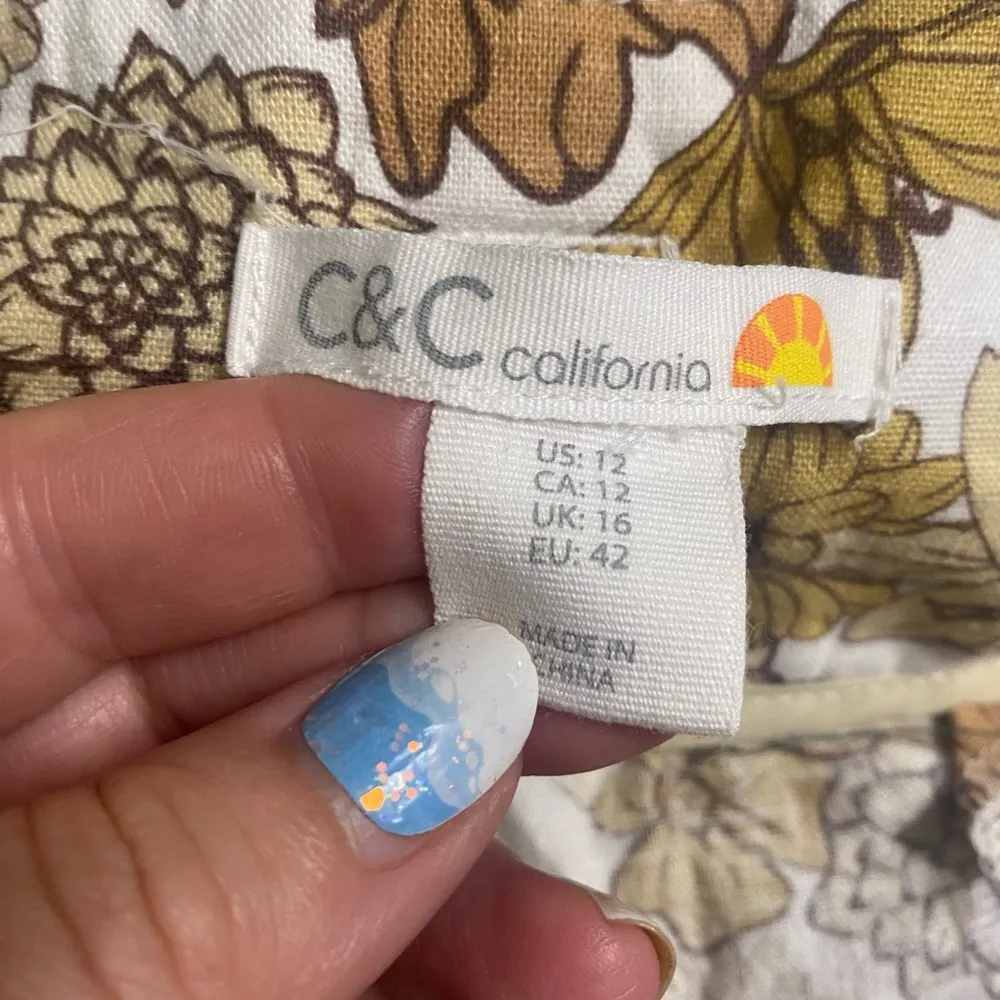 C&C california
US: 12
CA: 12
UK: 16
EU: 42
MADE IN
CHINA